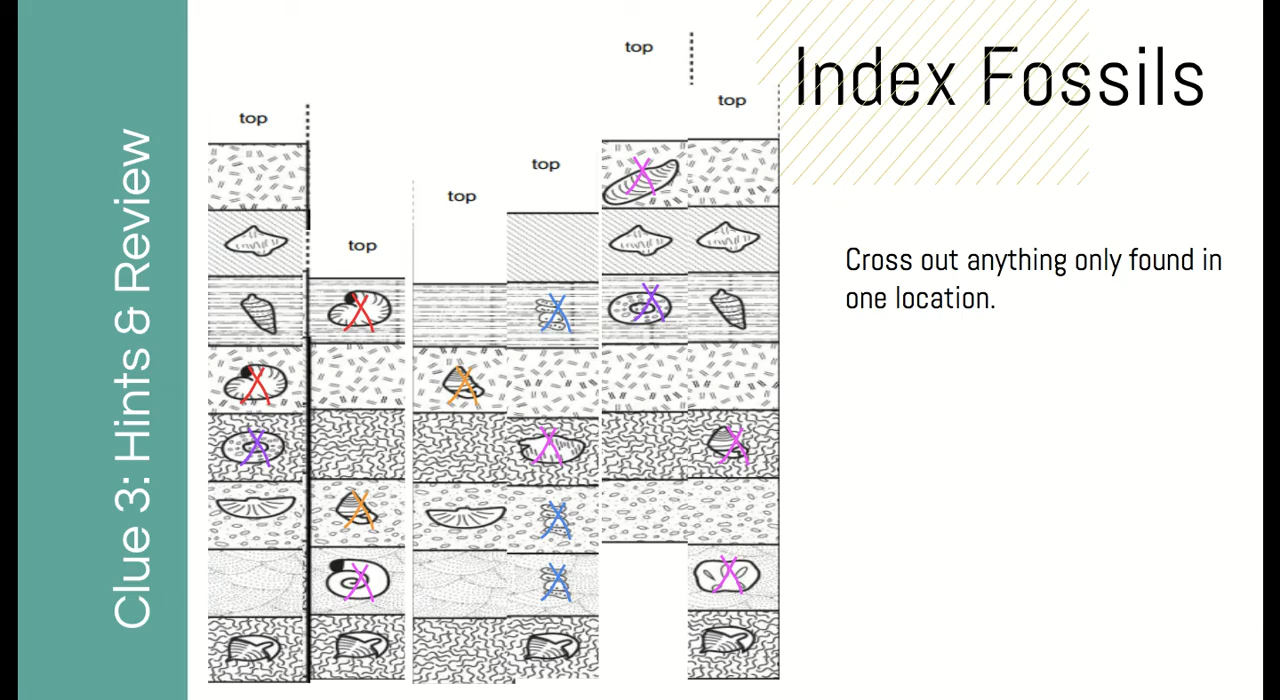 Clue 3: Hints & Review
top
top
top
top
top
top
Index Fossils
Cross out anything only found in
one location.